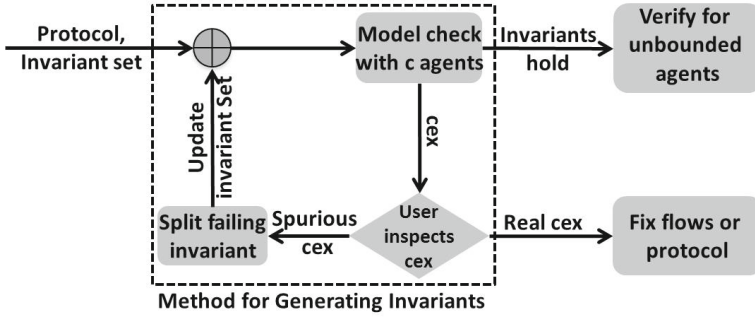 Protocol,
Invariant set
Model check
with c agents
Invariants
hold
Verify for
unbounded
agents
Update
invariant Set
cex
Split failing
invariant
Spurious
cex
User
inspects
cex
Real cex
Fix flows or
protocol
Method for Generating Invariants